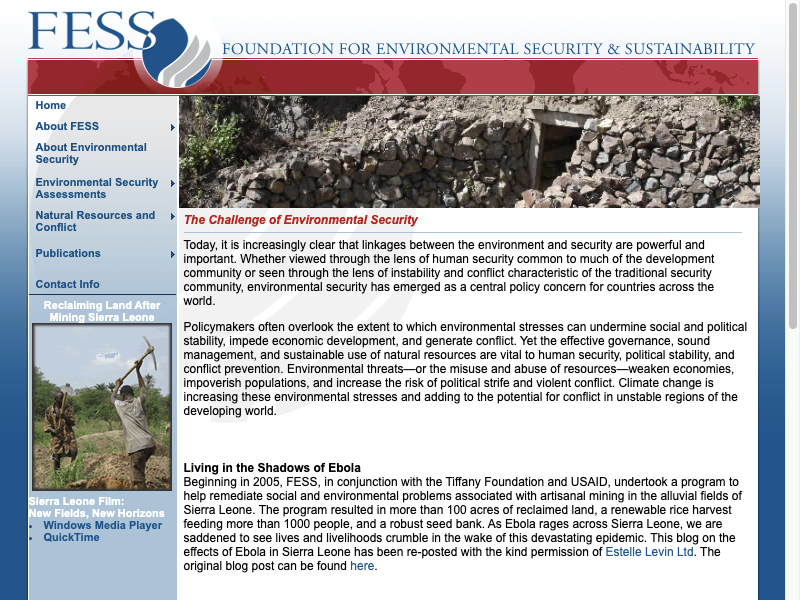 FESS
FOUNDATION FOR ENVIRONMENTAL SECURITY & SUSTAINABILITY
Home
About FESS
About Environmental
Security
Environmental Security
Assessments
Natural Resources and
Conflict
Publications
Contact Info
Reclaiming Land After
Mining Sierra Leone
Sierra Leone Film:
New Fields, New Horizons
Windows Media Player
QuickTime
The Challenge of Environmental Security
Today, it is increasingly clear that linkages between the environment and security are powerful and
important. Whether viewed through the lens of human security common to much of the development
community or seen through the lens of instability and conflict characteristic of the traditional security
community, environmental security has emerged as a central policy concern for countries across the
world.
Policymakers often overlook the extent to which environmental stresses can undermine social and political
stability, impede economic development, and generate conflict. Yet the effective governance, sound
management, and sustainable use of natural resources are vital to human security, political stability, and
conflict prevention. Environmental threats—or the misuse and abuse of resources—weaken economies,
impoverish populations, and increase the risk of political strife and violent conflict. Climate change is
increasing these environmental stresses and adding to the potential for conflict in unstable regions of the
developing world.
Living in the Shadows of Ebola
Beginning in 2005, FESS, in conjunction with the Tiffany Foundation and USAID, undertook a program to
help remediate social and environmental problems associated with artisanal mining in the alluvial fields of
Sierra Leone. The program resulted in more than 100 acres of reclaimed land, a renewable rice harvest
feeding more than 1000 people, and a robust seed bank. As Ebola rages across Sierra Leone, we are
saddened to see lives and livelihoods crumble in the wake of this devastating epidemic. This blog on the
effects of Ebola in Sierra Leone has been re-posted with the kind permission of Estelle Levin Ltd. The
original blog post can be found here.